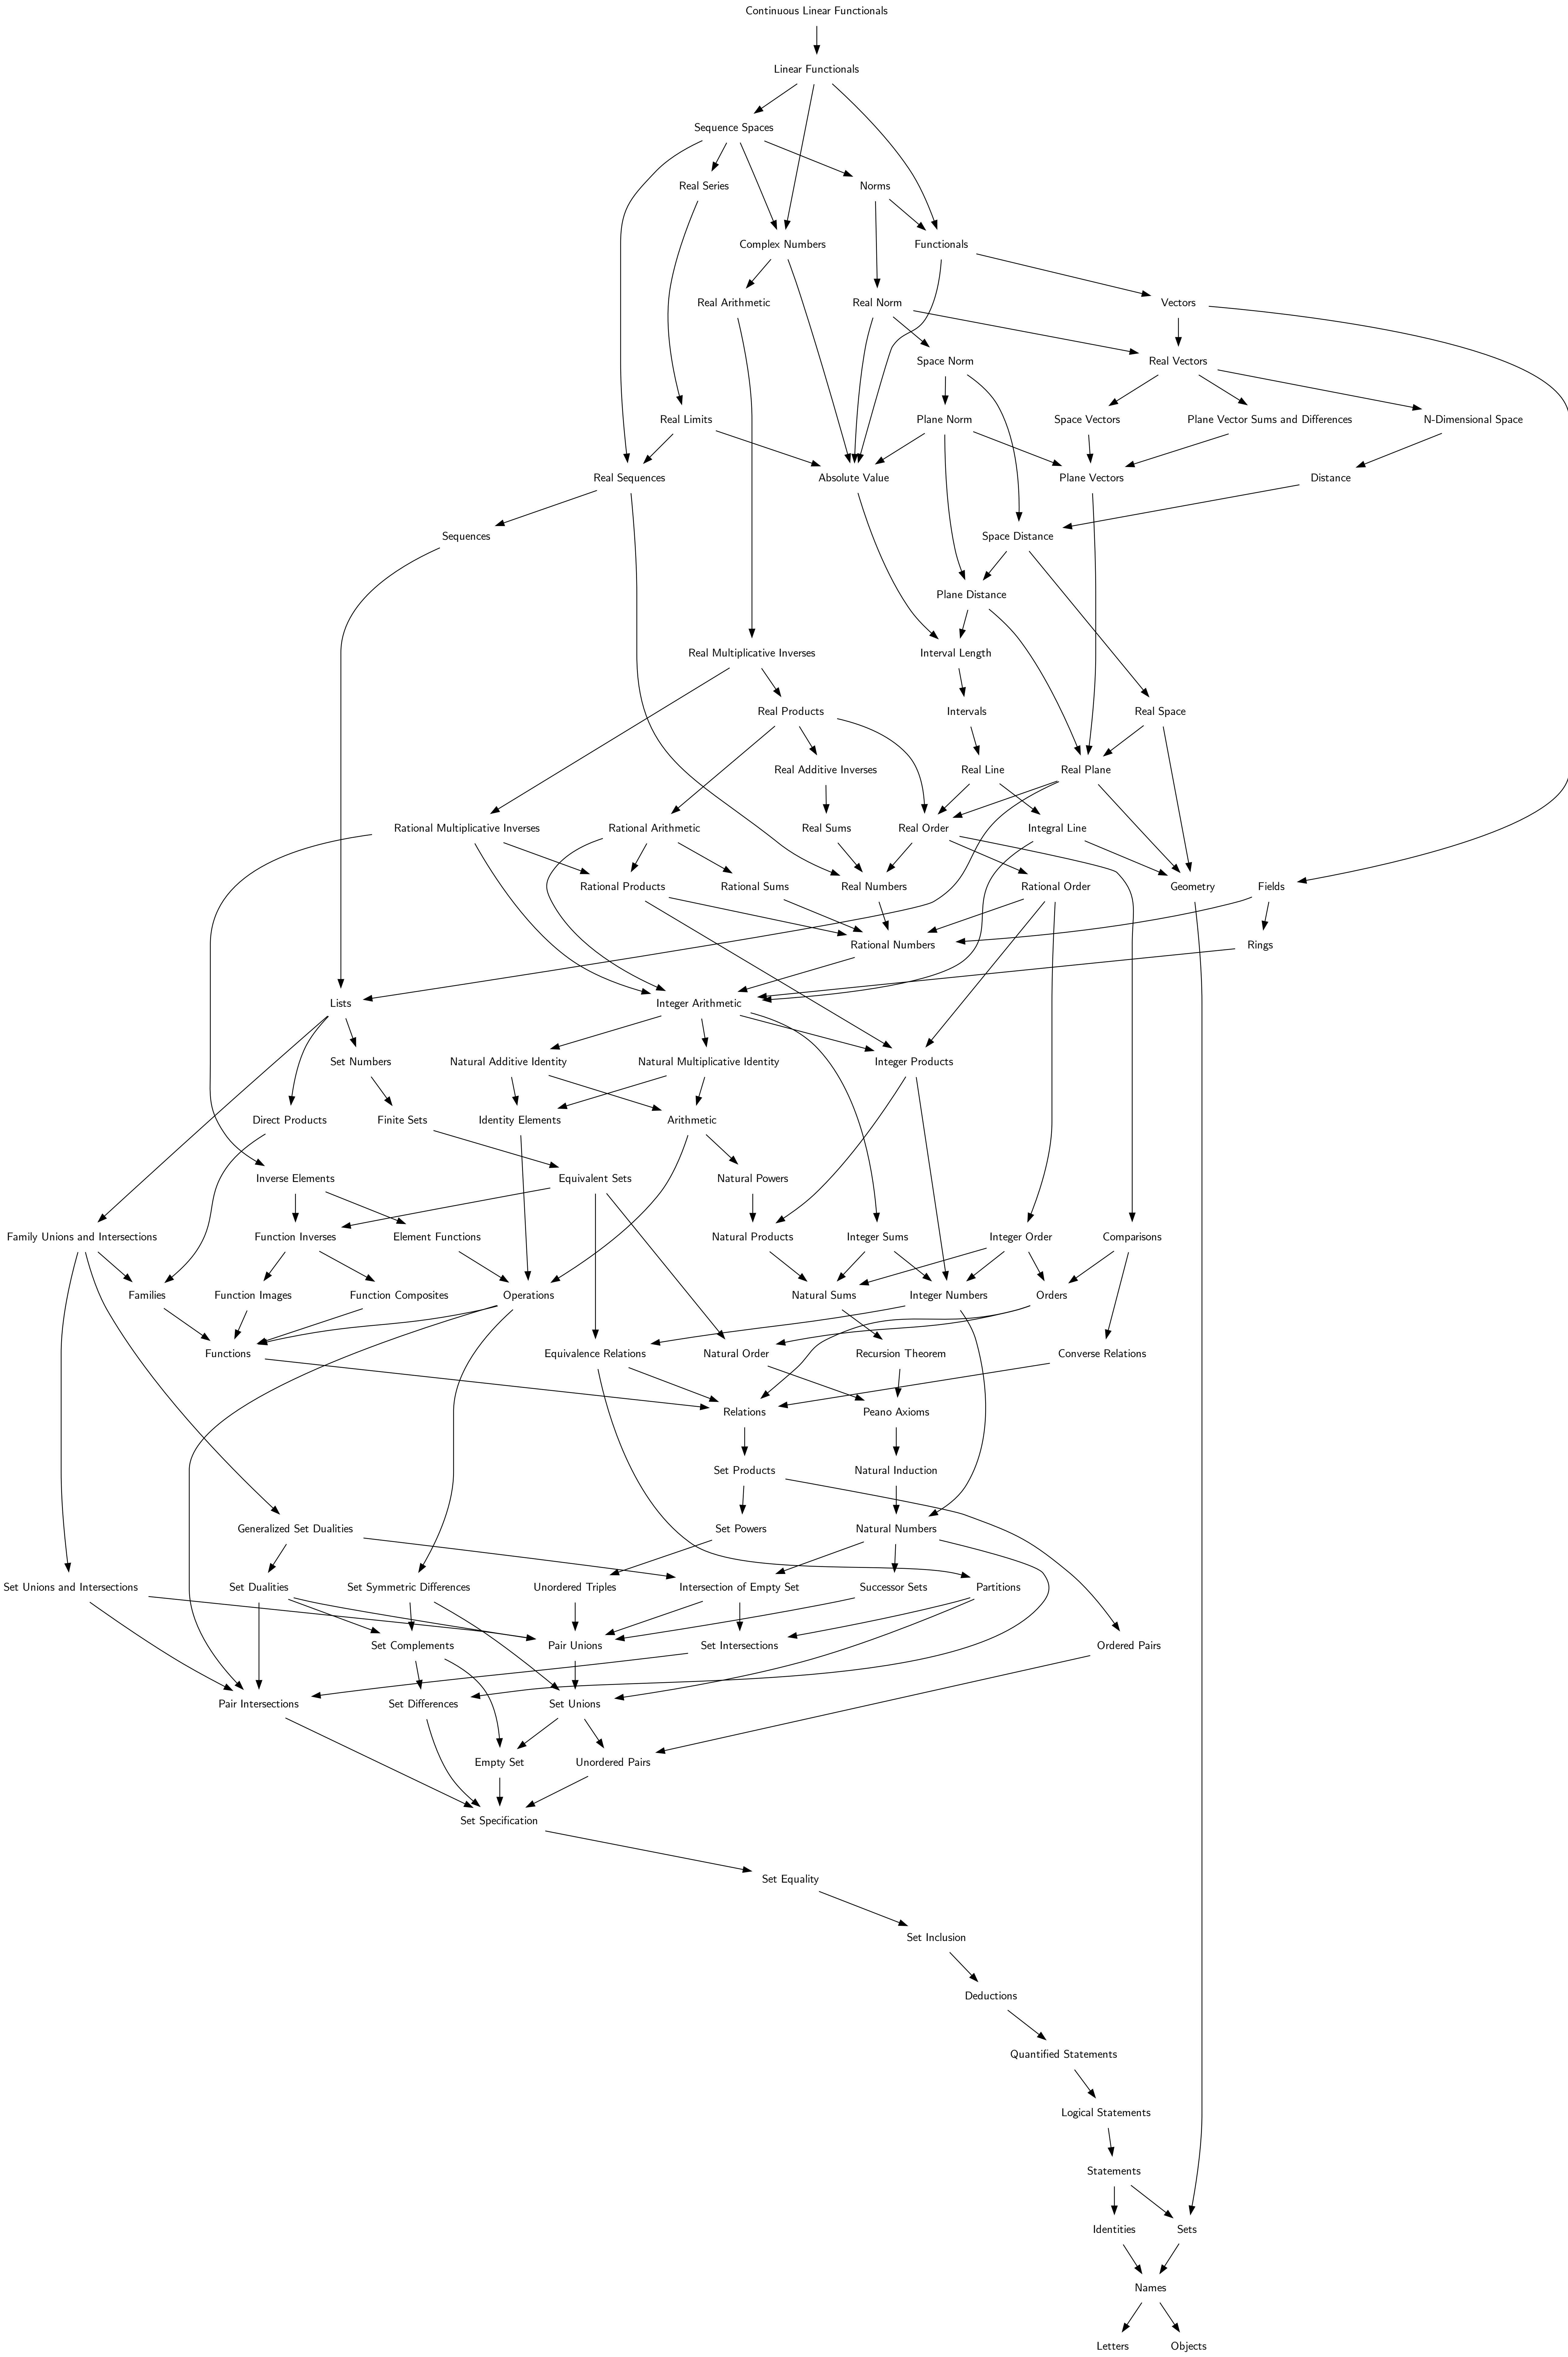 Continuous Linear Functionals
Linear Functionals
Sequence Spaces
Real Series
Norms
Complex Numbers
Functionals
Real Arithmetic
Real Norm
Vectors
Space Norm
Real Vectors
Real Limits
Plane Norm
Space Vectors
Plane Vector Sums and Differences
N-Dimensional Space
Real Sequences
Absolute Value
Plane Vectors
Distance
Sequences
Space Distance
Plane Distance
Real Multiplicative Inverses
Interval Length
Real Products
Intervals
Real Space
Real Additive Inverses
Real Line
Real Plane
Rational Multiplicative Inverses
Rational Arithmetic
Real Sums
Real Order
Integral Line
Rational Products
Rational Sums
Real Numbers
Rational Order
Geometry
Fields
Rational Numbers
Rings
Lists
Integer Arithmetic
Set Numbers
Natural Additive Identity
Natural Multiplicative Identity
Integer Products
Direct Products
Finite Sets
Identity Elements
Arithmetic
Inverse Elements
Equivalent Sets
Natural Powers
Family Unions and Intersections
Function Inverses
Element Functions
Natural Products
Integer Sums
Integer Order
Comparisons
Families
Function Images
Function Composites
Operations
Natural Sums
Integer Numbers
Orders
Functions
Equivalence Relations
Natural Order
Recursion Theorem
Converse Relations
Relations
Peano Axioms
Set Products
Natural Induction
Generalized Set Dualities
Set Powers
Natural Numbers
Set Unions and Intersections
Set Dualities
Set Symmetric Differences
Unordered Triples
Intersection of Empty Set
Successor Sets
Partitions
Set Complements
Pair Unions
Set Intersections
Ordered Pairs
Pair Intersections
Set Differences
Set Unions
Empty Set
Unordered Pairs
Set Specification
Set Equality
Set Inclusion
Deductions
Quantified Statements
Logical Statements
Statements
Identities
Sets
Names
Letters
Objects